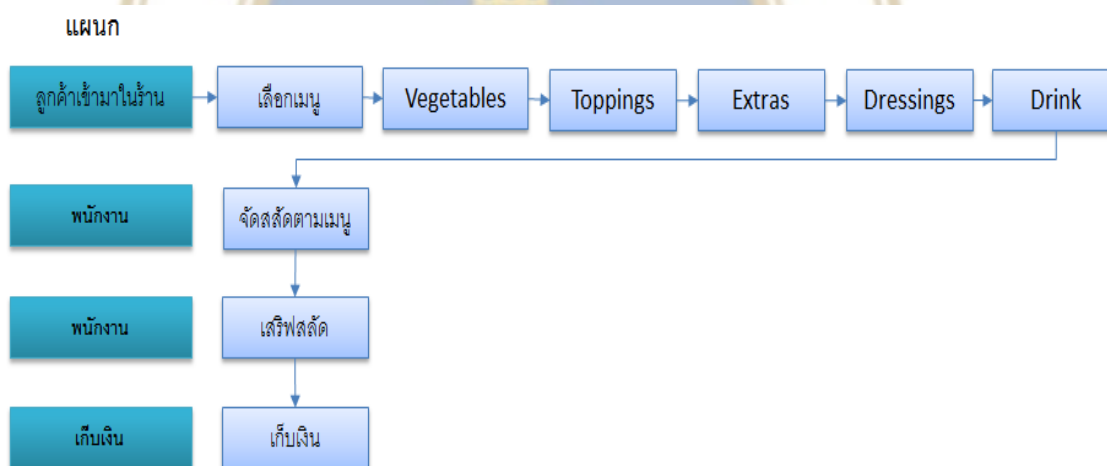 แผนก
ลูกค้าเข้ามาในร้าน
เลือกเมนู
Vegetables
Toppings
Extras
Dressings
Drink
พนักงาน
จัดสลัดตามเมนู
พนักงาน
เสริฟสลัด
เก็บเงิน
เก็บเงิน